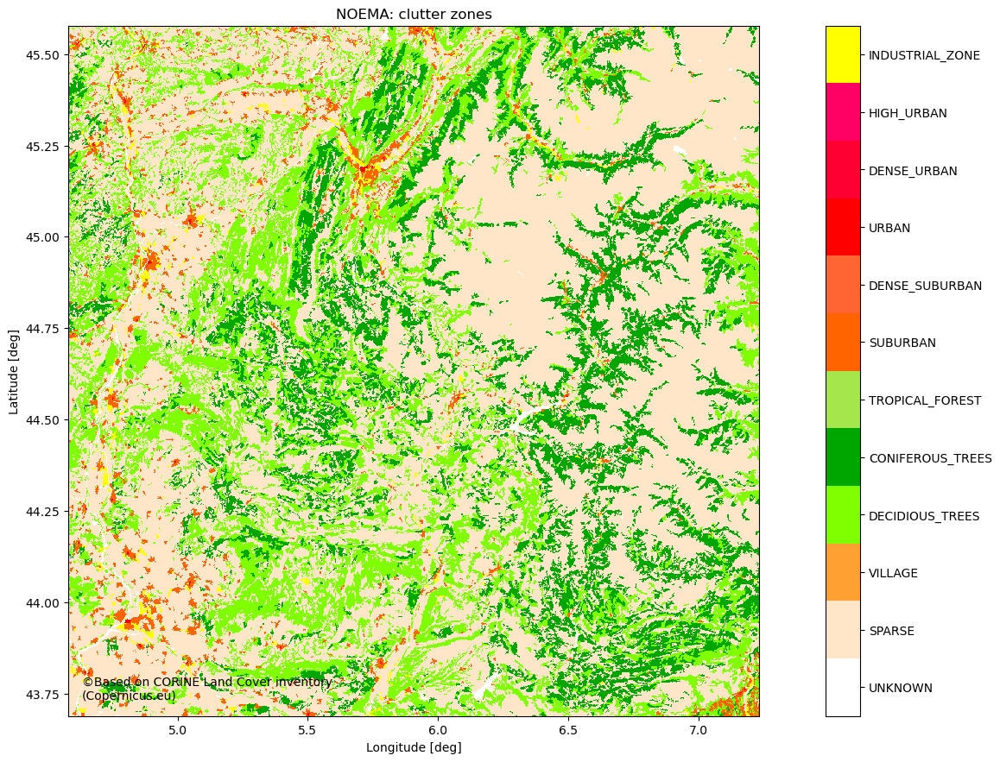 NOEMA: clutter zones
45.50
45.25
45.00
44.75
44.50
44.25
44.00
43.75
Latitude [deg]
5.0
5.5
6.0
6.5
7.0
Longitude [deg]
©Based on CORINE Land Cover inventory
(Copernicus.eu)
INDUSTRIAL_ZONE
HIGH_URBAN
DENSE_URBAN
URBAN
DENSE_SUBURBAN
SUBURBAN
TROPICAL_FOREST
CONIFEROUS_TREES
DECIDIOUS_TREES
VILLAGE
SPARSE
UNKNOWN